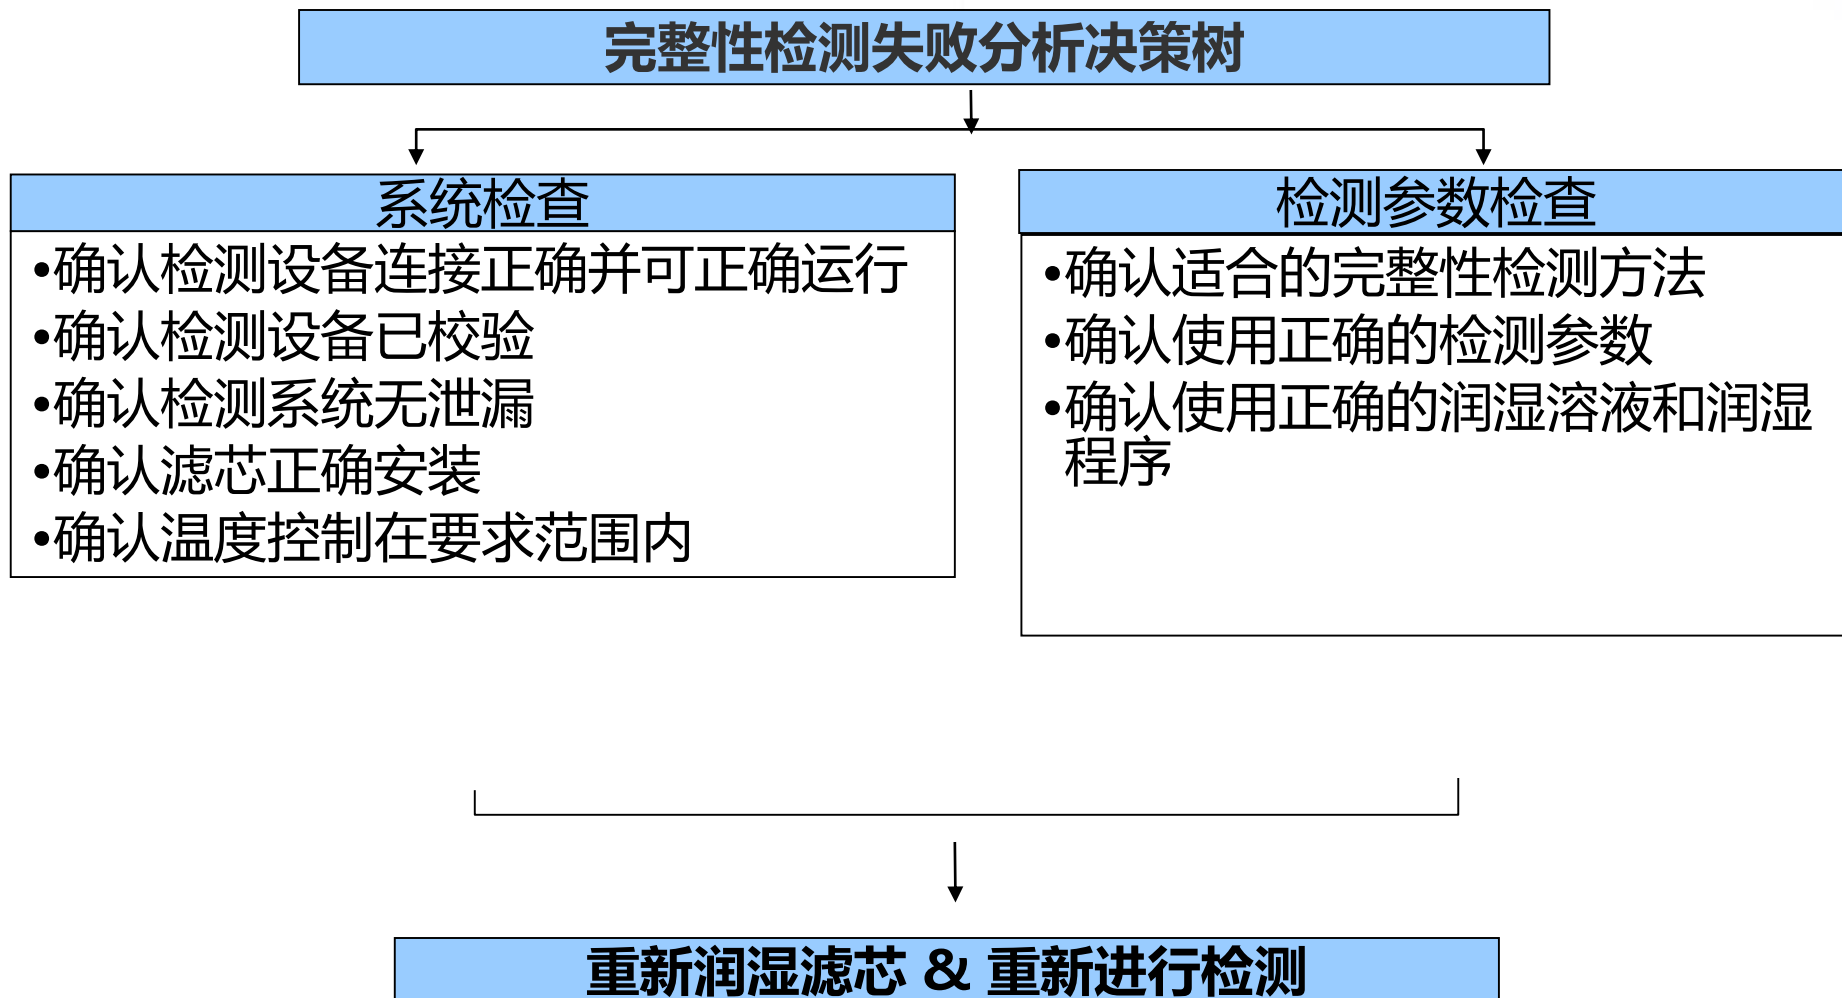 完整性检测失败分析决策树
系统检查
•确认检测设备连接正确并可正确运行
•确认检测设备已校验
•确认检测系统无泄漏
•确认滤芯正确安装
•确认温度控制在要求范围内
检测参数检查
•确认适合的完整性检测方法
•确认使用正确的检测参数
•确认使用正确的润湿溶液和润湿
程序
重新润湿滤芯 & 重新进行检测